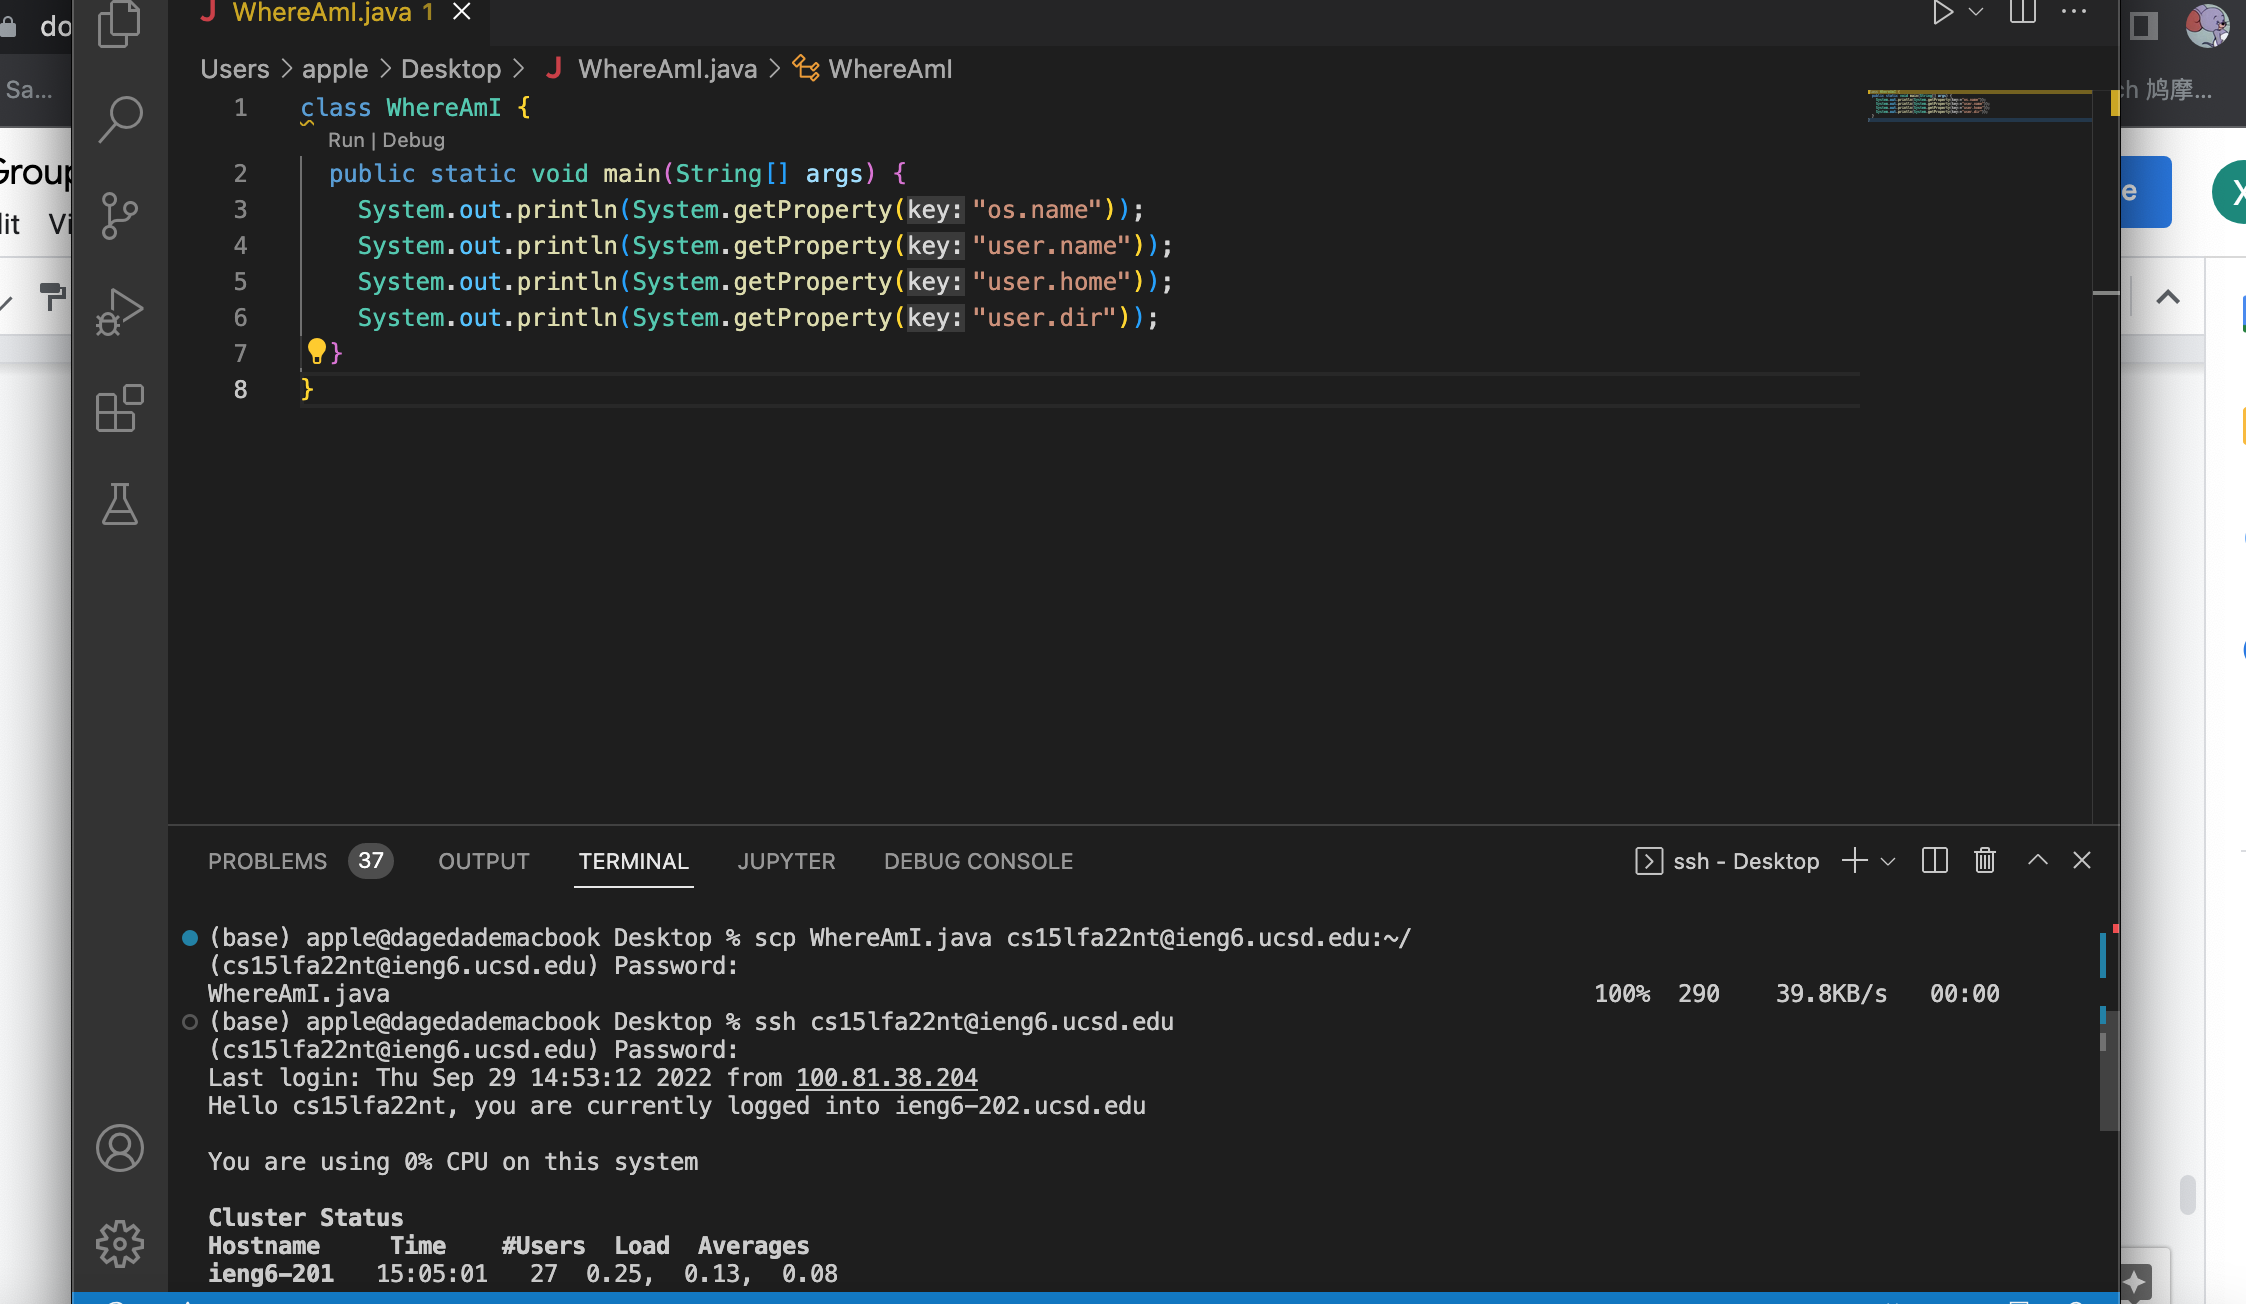 WhereAmI.java 1
Users > apple > Desktop > J WhereAmI.java > WhereAmI
1 class WhereAmI {
Run | Debug
2 public static void main(String[] args) {
3 System.out.println(System.getProperty(key: "os.name"));
4 System.out.println(System.getProperty(key: "user.name"));
5 System.out.println(System.getProperty(key: "user.home"));
6 System.out.println(System.getProperty(key: "user.dir"));
7 }
8 }
PROBLEMS 37 OUTPUT TERMINAL JUPYTER DEBUG CONSOLE
ssh - Desktop
(base) apple@dagedademacbook Desktop % scp WhereAmI.java cs15lfa22nt@ieng6.ucsd.edu:~/
(cs15lfa22nt@ieng6.ucsd.edu) Password:
WhereAmI.java 100% 290 39.8KB/s 00:00
(base) apple@dagedademacbook Desktop % ssh cs15lfa22nt@ieng6.ucsd.edu
(cs15lfa22nt@ieng6.ucsd.edu) Password:
Last login: Thu Sep 29 14:53:12 2022 from 100.81.38.204
Hello cs15lfa22nt, you are currently logged into ieng6-202.ucsd.edu
You are using 0% CPU on this system
Cluster Status
Hostname Time #Users Load Averages
ieng6-201 15:05:01 27 0.25, 0.13, 0.08
do
Sa...
Group
lit Vi
ch 鸠摩...
e
X